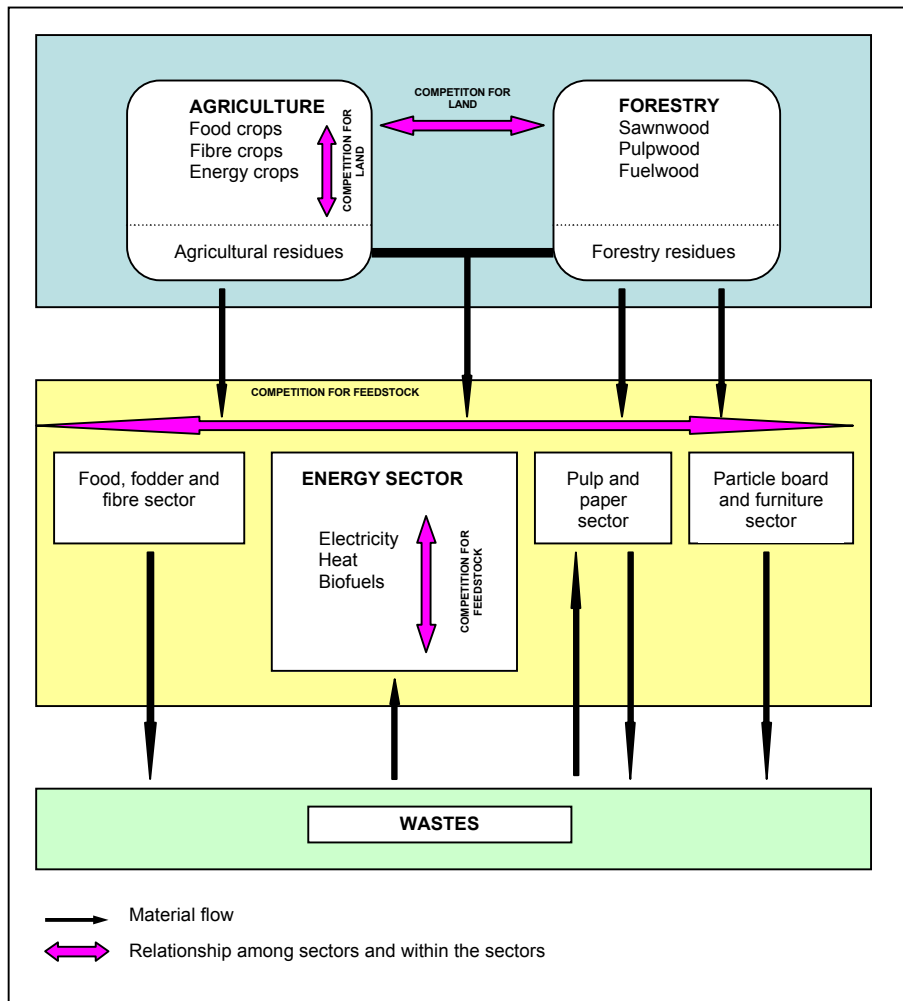 AGRICULTURE
Food crops
Fibre crops
Energy crops
COMPETITION FOR
LAND
Agricultural residues
COMPETITON FOR
LAND
FORESTRY
Sawnwood
Pulpwood
Fuelwood
Forestry residues
COMPETITION FOR FEEDSTOCK
Food, fodder and
fibre sector
ENERGY SECTOR
Electricity
Heat
Biofuels
COMPETITION FOR
FEEDSTOCK
Pulp and
paper
sector
Particle board
and furniture
sector
WASTES
Material flow
Relationship among sectors and within the sectors